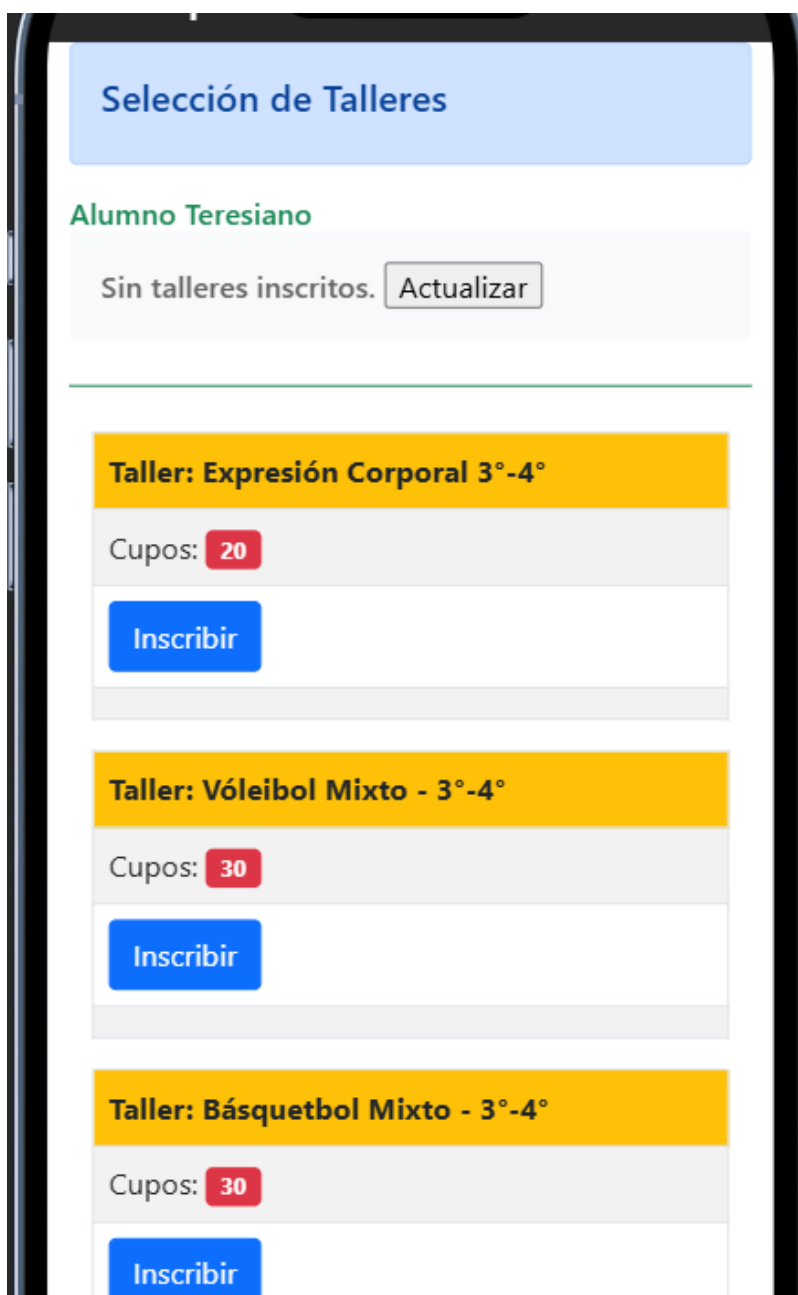 Selección de Talleres
Alumno Teresiano
Sin talleres inscritos. Actualizar
Taller: Expresión Corporal 3°-4°
Cupos: 20
Inscribir
Taller: Vóleibol Mixto - 3°-4°
Cupos: 30
Inscribir
Taller: Básquetbol Mixto - 3°-4°
Cupos: 30
Inscribir